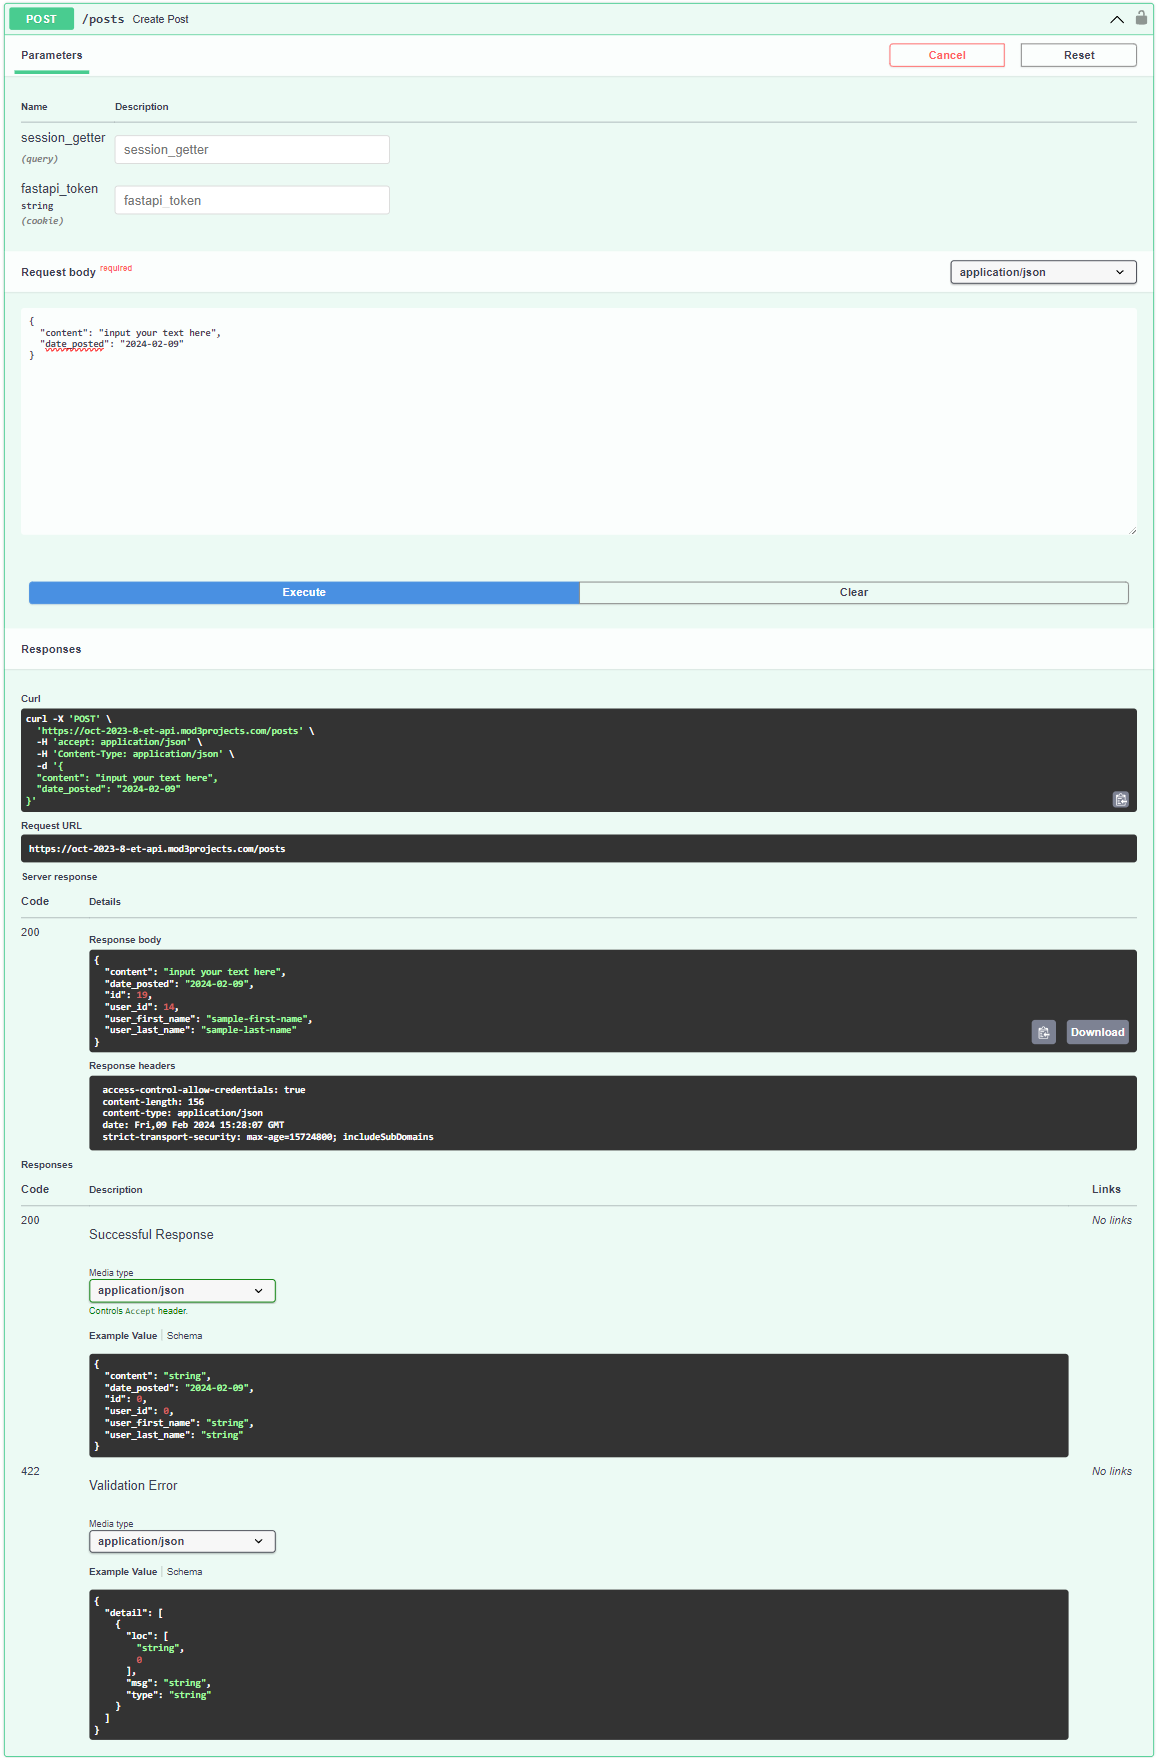 POST /posts Create Post
Parameters
Cancel
Reset
Name Description
session_getter
(query)
session_getter
fastapi_token
string
(cookie)
fastapi_token
Request body required
application/json
{
  "content": "input your text here",
  "date_posted": "2024-02-09"
}
Execute
Clear
Responses
Curl
curl -X 'POST' \
  'https://oct-2023-8-et-api.mod3projects.com/posts' \
  -H 'accept: application/json' \
  -H 'Content-Type: application/json' \
  -d '{
  "content": "input your text here",
  "date_posted": "2024-02-09"
}'
Request URL
https://oct-2023-8-et-api.mod3projects.com/posts
Server response
Code Details
200
Response body
{
  "content": "input your text here",
  "date_posted": "2024-02-09",
  "id": 19,
  "user_id": 14,
  "user_first_name": "sample-first-name",
  "user_last_name": "sample-last-name"
}
Download
Response headers
access-control-allow-credentials: true
content-length: 156
content-type: application/json
date: Fri,09 Feb 2024 15:28:07 GMT
strict-transport-security: max-age=15724800; includeSubDomains
Responses
Code Description Links
200
Successful Response
No links
Media type
application/json
Controls Accept header.
Example Value Schema
{
  "content": "string",
  "date_posted": "2024-02-09",
  "id": 0,
  "user_id": 0,
  "user_first_name": "string",
  "user_last_name": "string"
}
422
Validation Error
No links
Media type
application/json
Example Value Schema
{
  "detail": [
    {
      "loc": [
        "string",
        0
      ],
      "msg": "string",
      "type": "string"
    }
  ]
}